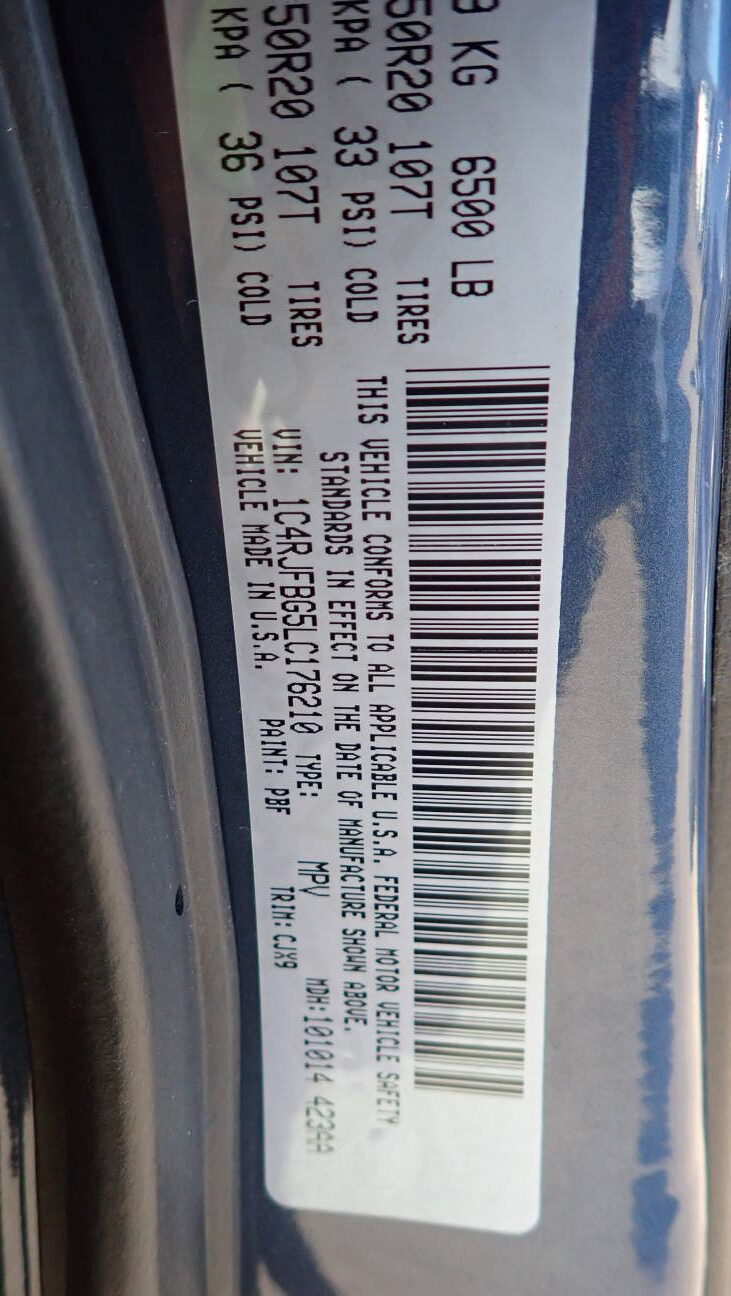 9 KG 6500 LB
50R20 107T TIRES
KPA ( 33 PSI) COLD
50R20 107T TIRES
KPA ( 36 PSI) COLD
THIS VEHICLE CONFORMS TO ALL APPLICABLE U.S.A. FEDERAL MOTOR VEHICLE SAFETY
STANDARDS IN EFFECT ON THE DATE OF MANUFACTURE SHOWN ABOVE.
VIN: 1C4RJFBG5LC176210 TYPE: MPV MDH:101014 423AA
VEHICLE MADE IN U.S.A. PAINT: PBF TRIM: CJX9